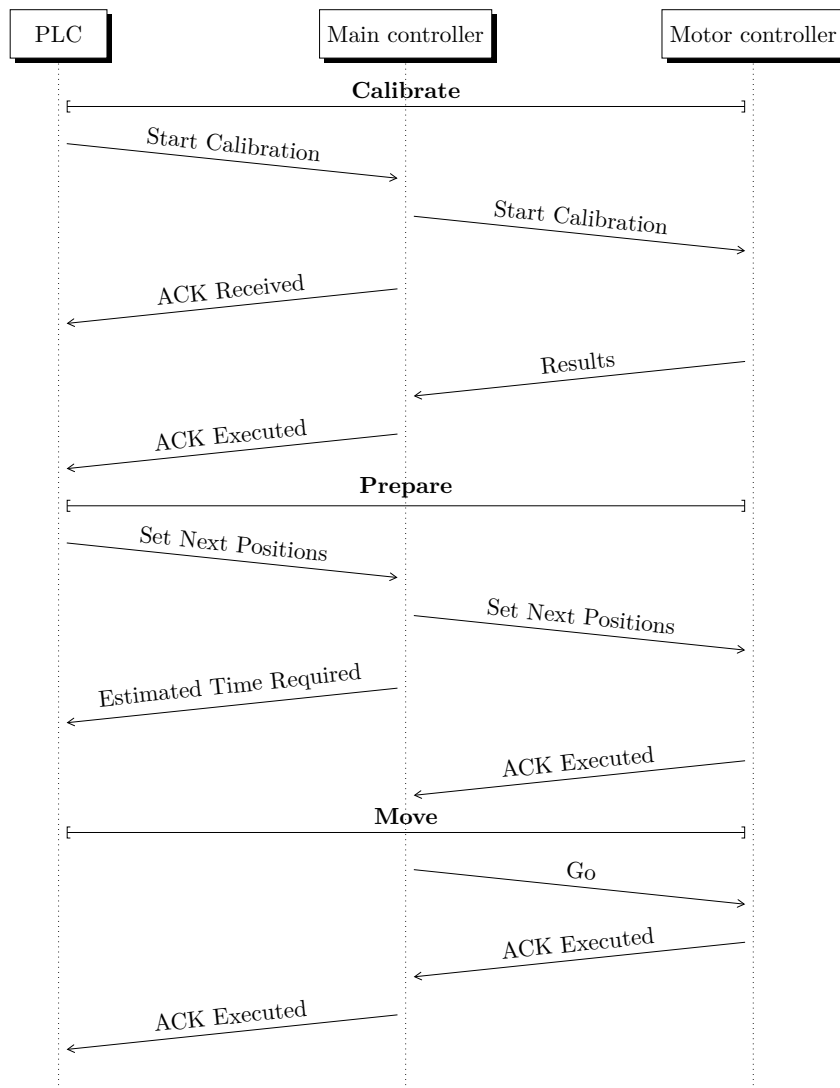 PLC
Main controller
Motor controller
Calibrate
Start Calibration
Start Calibration
ACK Received
Results
ACK Executed
Prepare
Set Next Positions
Set Next Positions
Estimated Time Required
ACK Executed
Move
Go
ACK Executed
ACK Executed